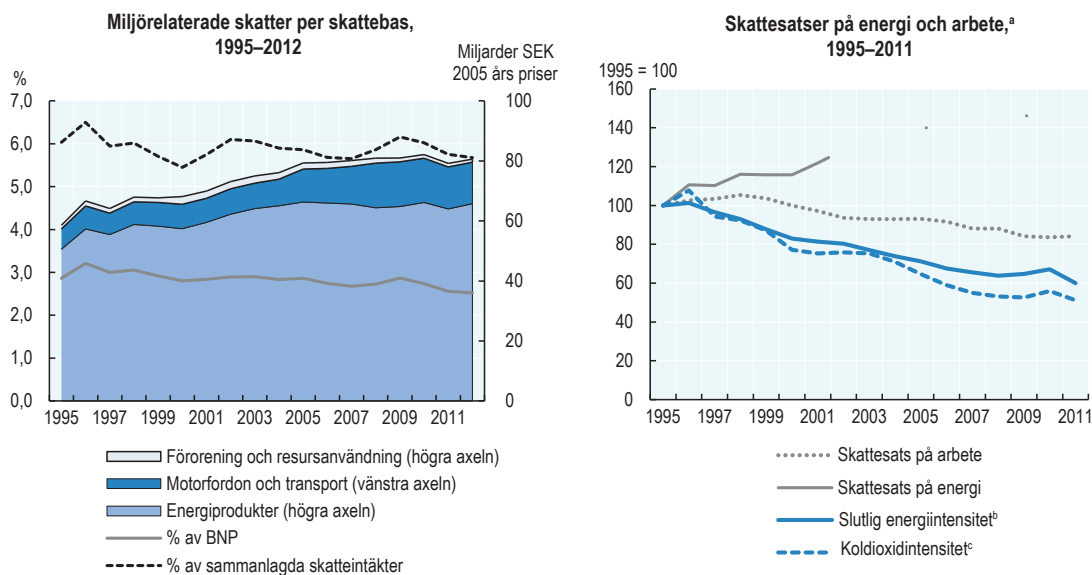 Miljörelaterade skatter per skattebas,
1995–2012
%
Miljarder SEK
2005 års priser
7,0
6,0
5,0
4,0
3,0
2,0
1,0
0,0
100
80
60
40
20
0
1995 1997 1999 2001 2003 2005 2007 2009 2011
Förorening och resursanvändning (högra axeln)
Motorfordon och transport (vänstra axeln)
Energiprodukter (högra axeln)
% av BNP
% av sammanlagda skatteintäkter
Skattesatser på energi och arbete,ᵃ
1995–2011
1995 = 100
160
140
120
100
80
60
40
20
0
1995 1997 1999 2001 2003 2005 2007 2009 2011
Skattesats på arbete
Skattesats på energi
Slutlig energiintensitetᵇ
Koldioxidintensitetᶜ